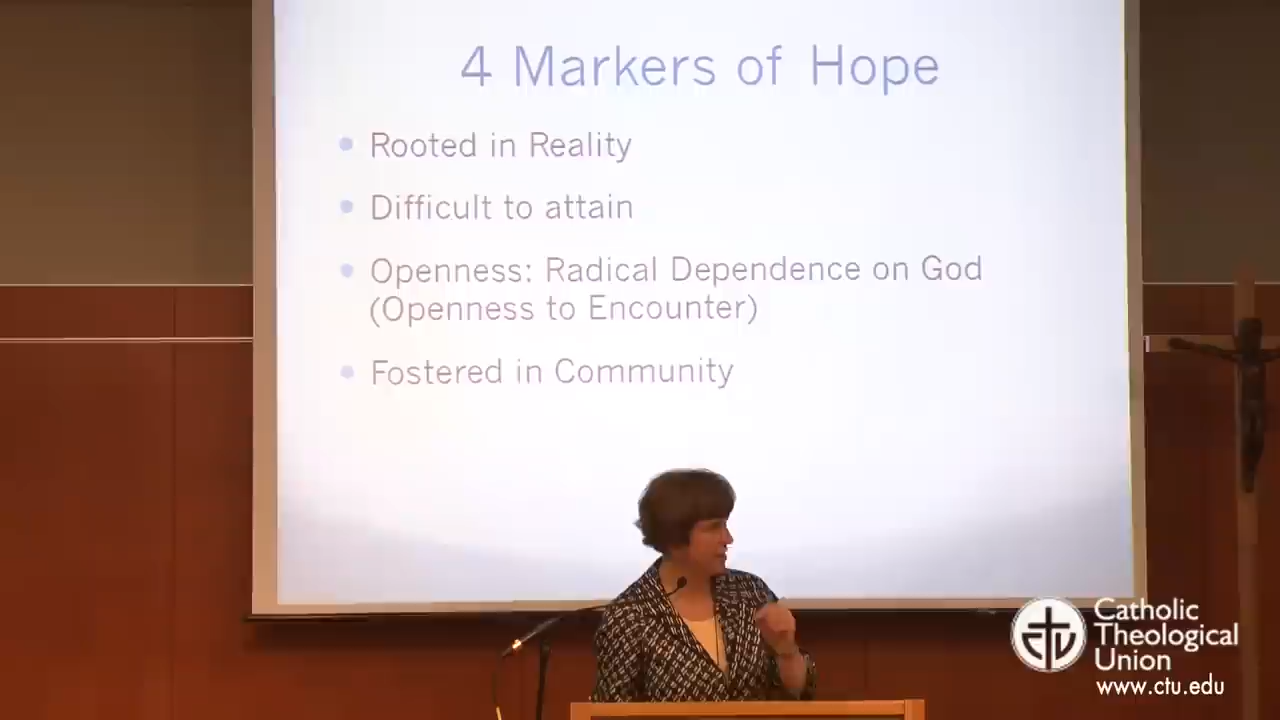 4 Markers of Hope
• Rooted in Reality
• Difficult to attain
• Openness: Radical Dependence on God
(Openness to Encounter)
• Fostered in Community
Catholic
Theological
Union
www.ctu.edu